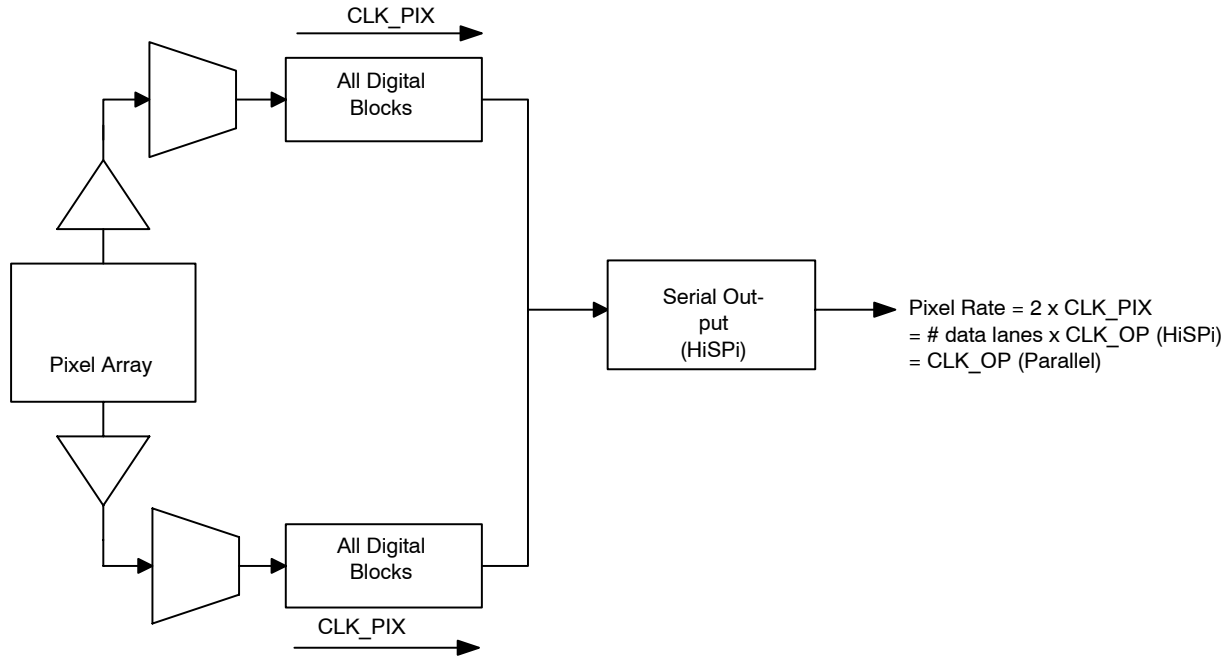 CLK_PIX
All Digital
Blocks
Pixel Array
Serial Out-
put
(HiSPi)
Pixel Rate = 2 x CLK_PIX
= # data lanes x CLK_OP (HiSPi)
= CLK_OP (Parallel)
All Digital
Blocks
CLK_PIX